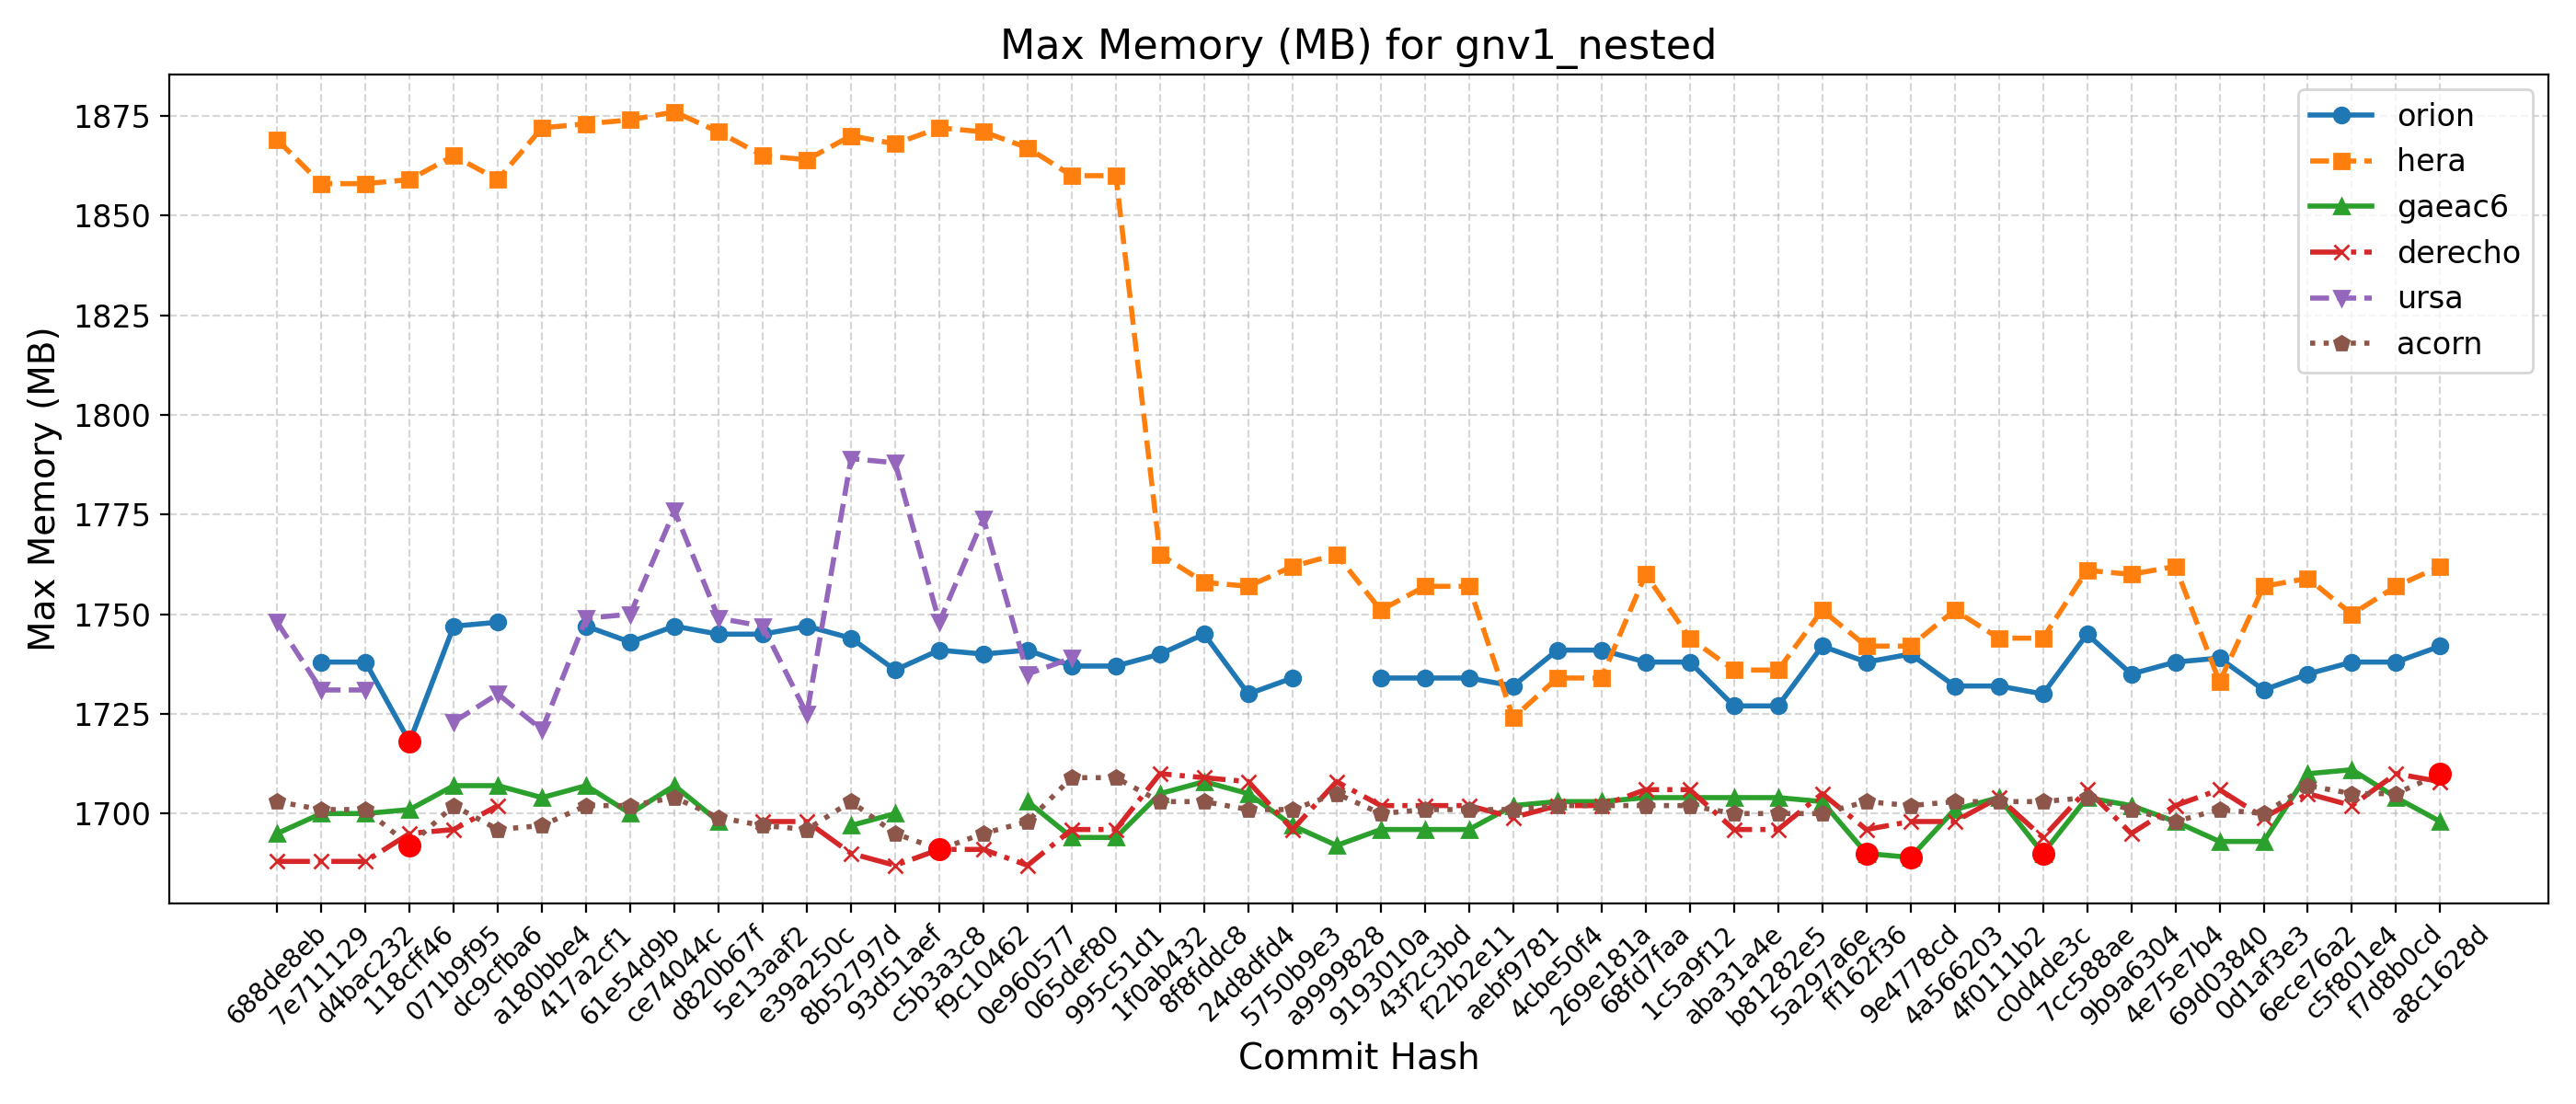 Max Memory (MB) for gnv1_nested
Max Memory (MB)
1875
1850
1825
1800
1775
1750
1725
1700
orion
hera
gaeac6
derecho
ursa
acorn
688de8eb
7e711129
d4bac232
118cff46
071b9f95
dc9cfba6
a180bbe4
417a2cf1
61e54d9b
ce74044c
d820b67f
5e13aaf2
e39a250c
8b52797d
93d51aef
c5b3a3c8
f9c10462
0e960577
065def80
995c51d1
1f0ab432
8f8fddc8
24d8dfd4
5750b9e3
a9999828
9193010a
43f2c3bd
f22b2e11
aebf9781
4cbe50f4
269e181a
68fd7faa
1c5a9f12
aba31a4e
b81282e5
5a297a6e
ff162f36
9e4778cd
4a566203
4f0111b2
c0d4de3c
7cc588ae
9b9a6304
4e75e7b4
69d03840
0d1af3e3
6ece76a2
c5f801e4
f7d8b0cd
a8c1628d
Commit Hash